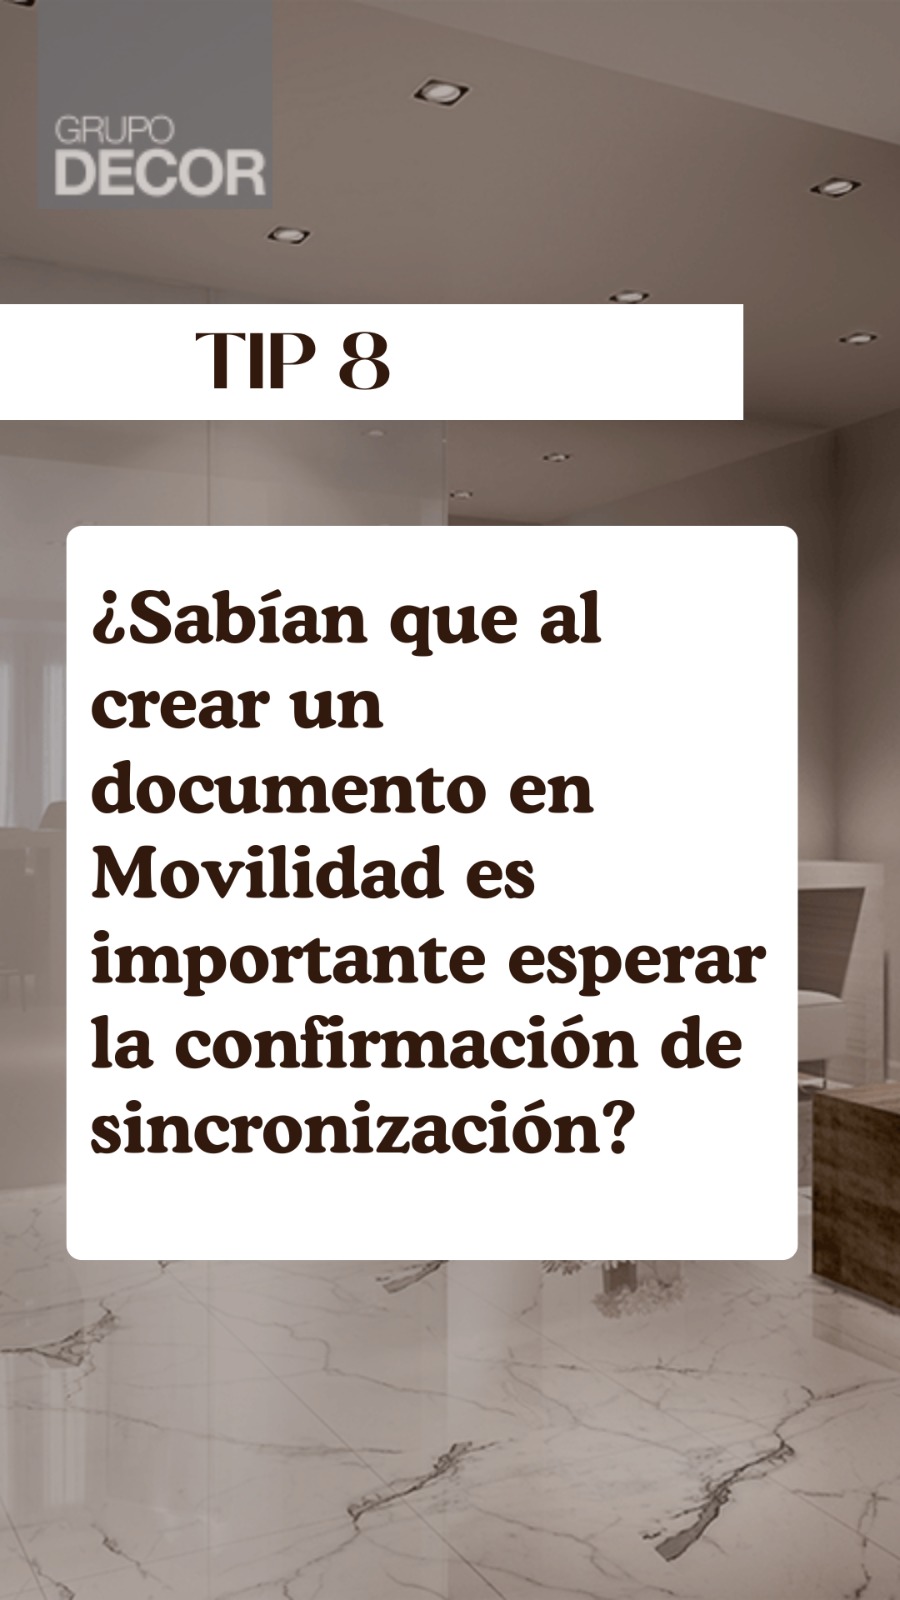 GRUPO
DECOR
TIP 8
¿Sabían que al
crear un
documento en
Movilidad es
importante esperar
la confirmación de
sincronización?